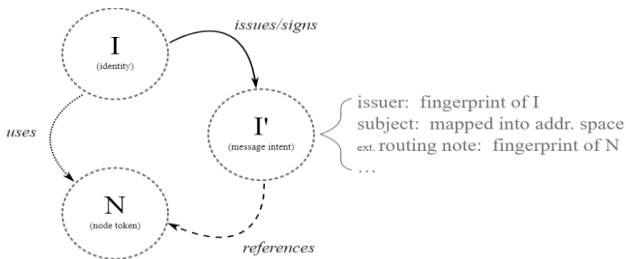 issues/signs
I
(identity)
issuer: fingerprint of I
subject: mapped into addr. space
ext. routing note: fingerprint of N
…
I'
(message intent)
uses
N
(node token)
references